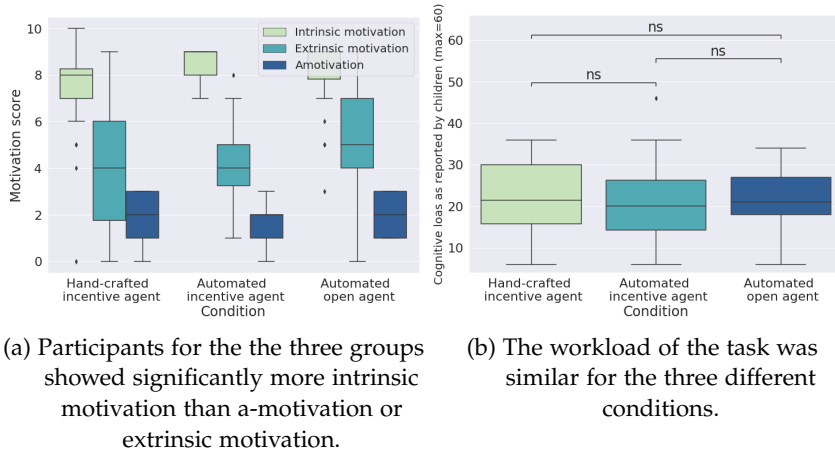 10
8
6
4
2
0
Motivation score
Intrinsic motivation
Extrinsic motivation
Amotivation
Hand-crafted
incentive agent
Automated
incentive agent
Automated
open agent
Condition
Cognitive loas as reported by children (max=60)
60
50
40
30
20
10
ns
ns
ns
Hand-crafted
incentive agent
Automated
incentive agent
Automated
open agent
Condition
(a) Participants for the the three groups
showed significantly more intrinsic
motivation than a-motivation or
extrinsic motivation.
(b) The workload of the task was
similar for the three different
conditions.